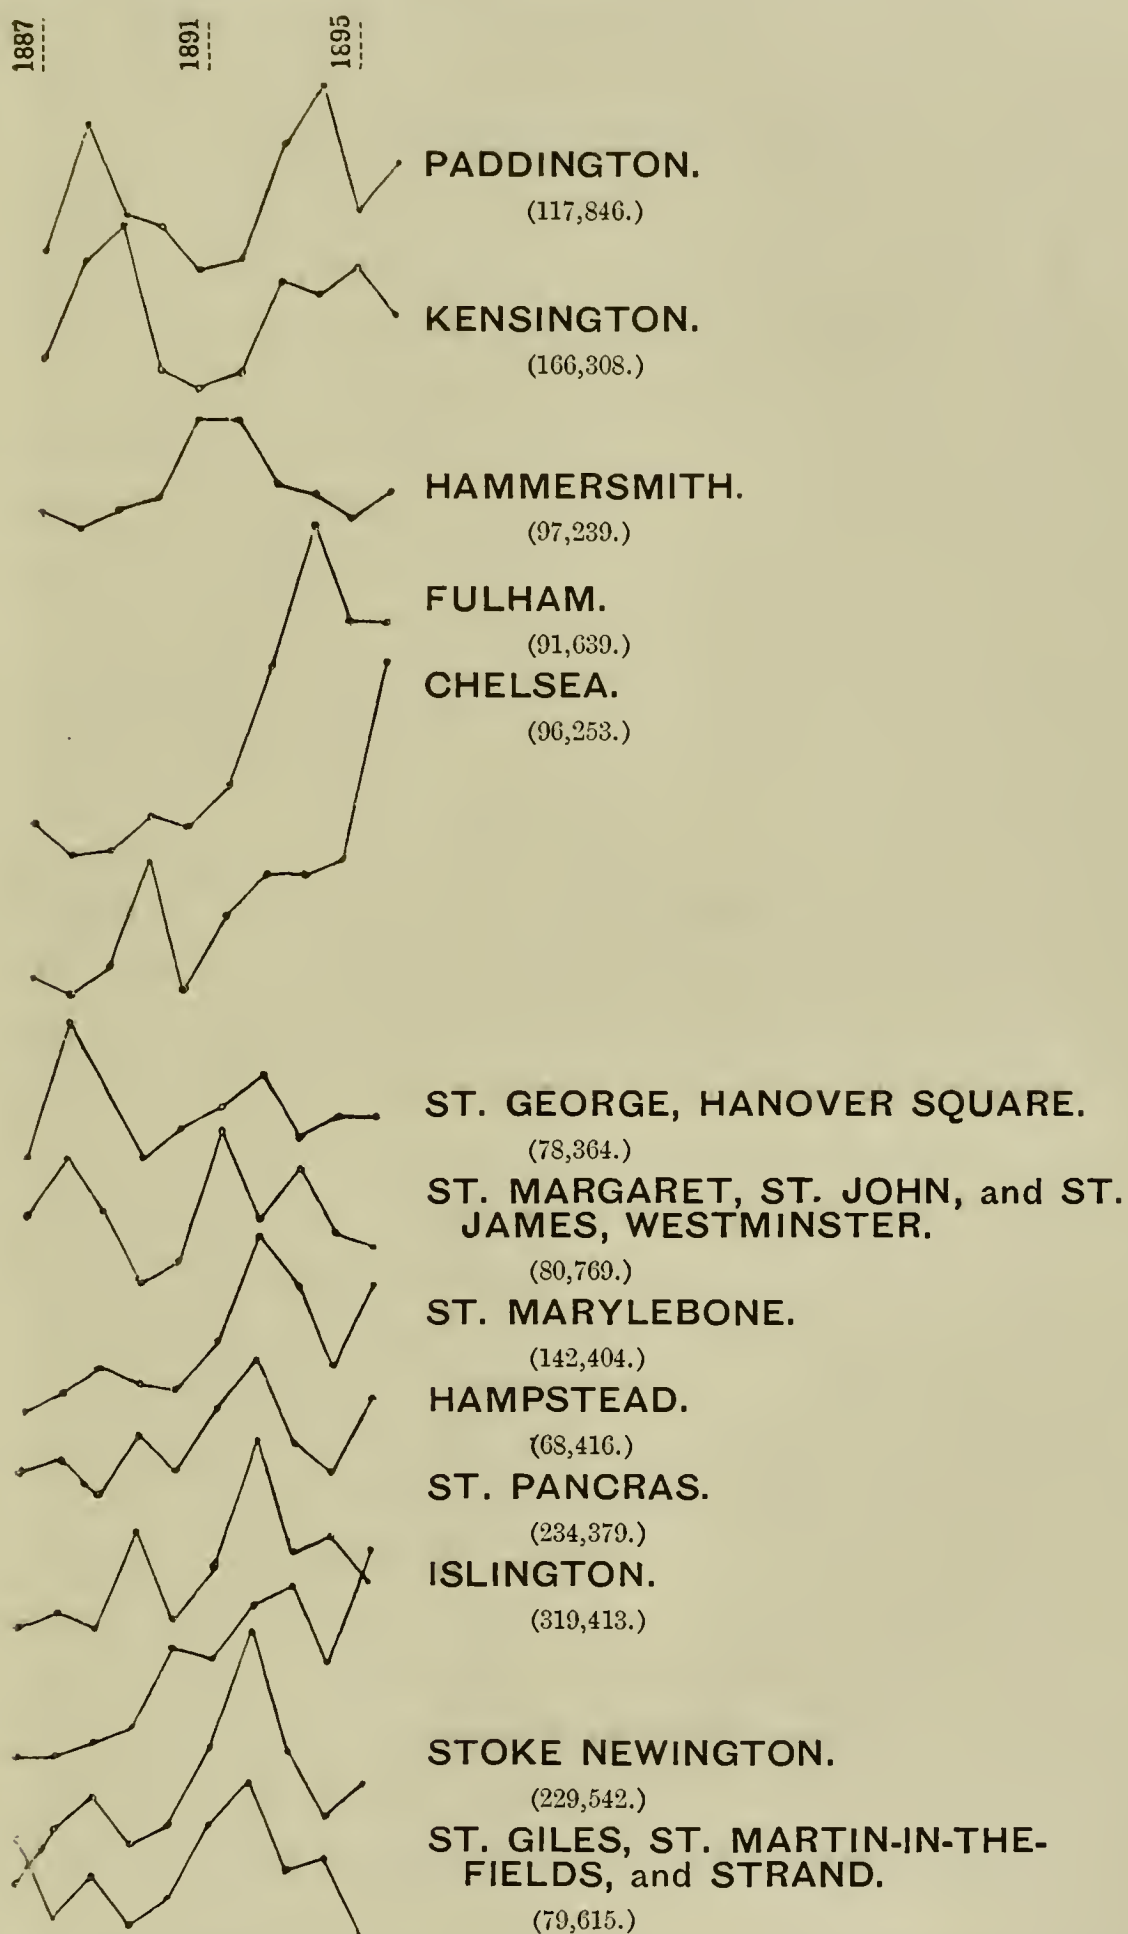 1887
1891
1895
PADDINGTON.
(117,846.)
KENSINGTON.
(166,308.)
HAMMERSMITH.
(97,239.)
FULHAM.
(91,639.)
CHELSEA.
(96,253.)
ST. GEORGE, HANOVER SQUARE.
(78,364.)
ST. MARGARET, ST. JOHN, and ST.
JAMES, WESTMINSTER.
(80,769.)
ST. MARYLEBONE.
(142,404.)
HAMPSTEAD.
(68,416.)
ST. PANCRAS.
(234,379.)
ISLINGTON.
(319,413.)
STOKE NEWINGTON.
(229,542.)
ST. GILES, ST. MARTIN-IN-THE-
FIELDS, and STRAND.
(79,615.)